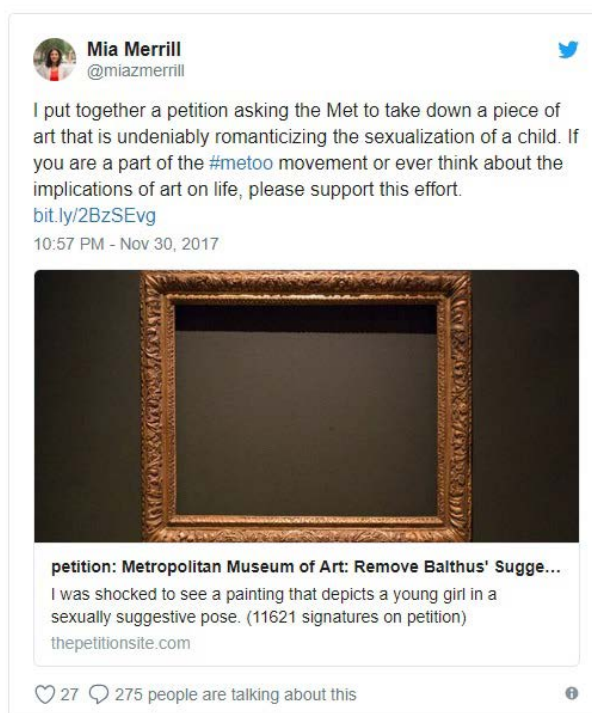 Mia Merrill
@miazmerrill
I put together a petition asking the Met to take down a piece of
art that is undeniably romanticizing the sexualization of a child. If
you are a part of the #metoo movement or ever think about the
implications of art on life, please support this effort.
bit.ly/2BzSEvg
10:57 PM - Nov 30, 2017
petition: Metropolitan Museum of Art: Remove Balthus' Sugge...
I was shocked to see a painting that depicts a young girl in a
sexually suggestive pose. (11621 signatures on petition)
thepetitionsite.com
27 275 people are talking about this